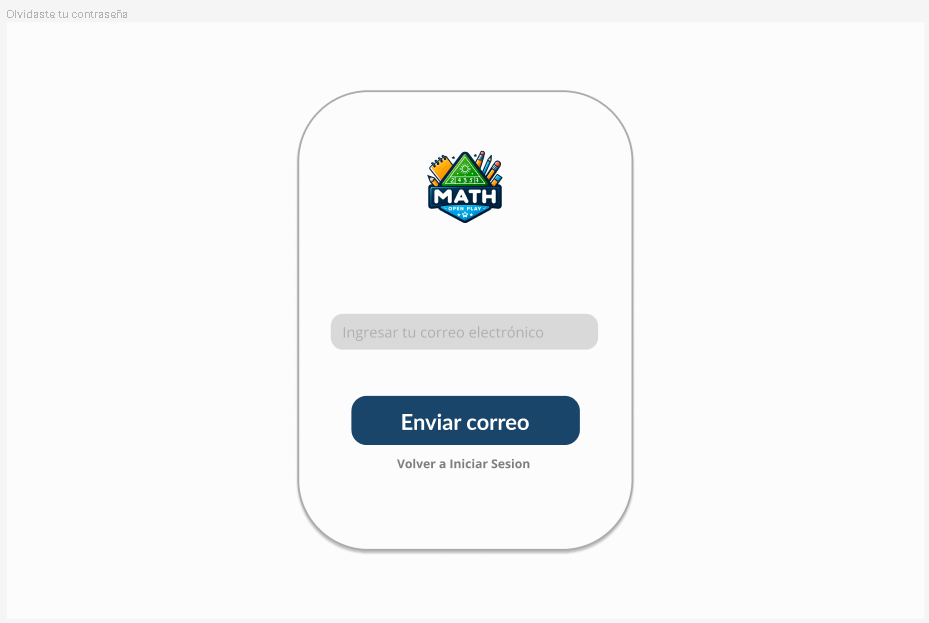 Olvidaste tu contraseña
MATH
OPEN PLAY
Ingresar tu correo electrónico
Enviar correo
Volver a Iniciar Sesion